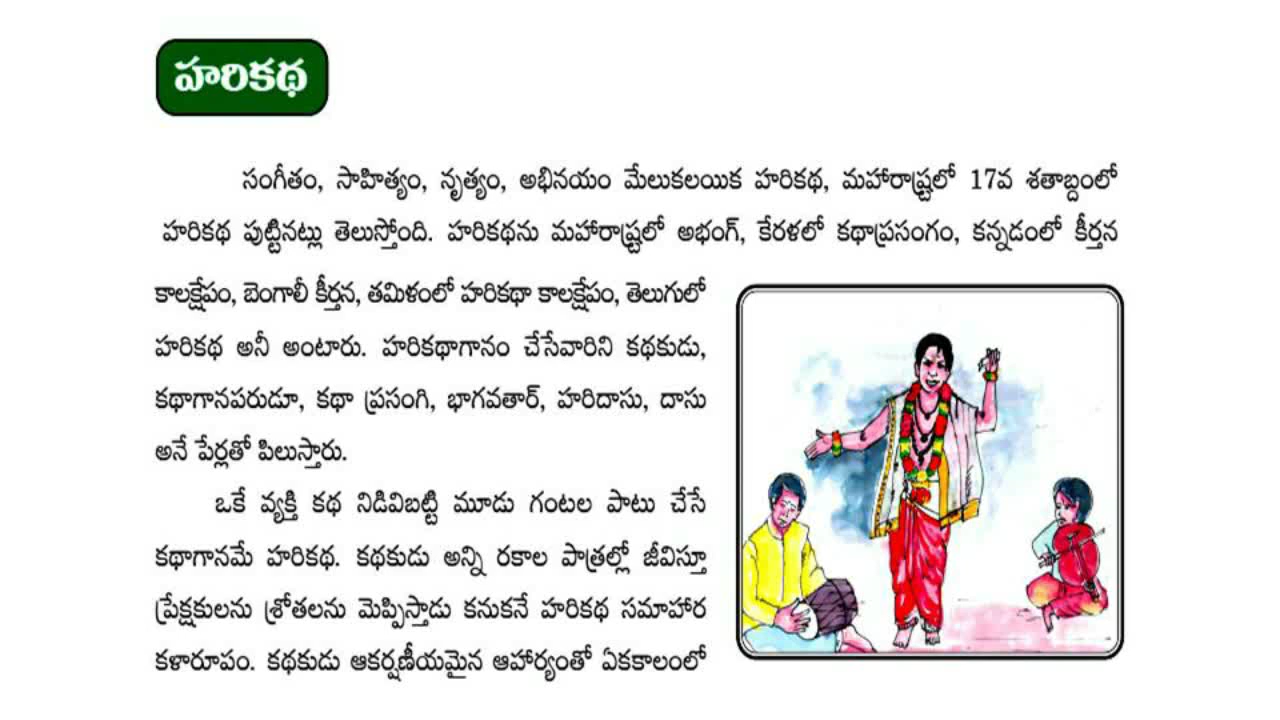 హరికథ
సంగీతం, సాహిత్యం, నృత్యం, అభినయం మేలుకలయిక హరికథ, మహారాష్ట్రలో 17వ శతాబ్దంలో
హరికథ పుట్టినట్లు తెలుస్తోంది. హరికథను మహారాష్ట్రలో అభంగ్, కేరళలో కథాప్రసంగం, కన్నడంలో కీర్తన
కాలక్షేపం, బెంగాలీ కీర్తన, తమిళంలో హరికథా కాలక్షేపం, తెలుగులో
హరికథ అనీ అంటారు. హరికథాగానం చేసేవారిని కథకుడు,
కథాగానపరుడూ, కథా ప్రసంగి, భాగవతార్, హరిదాసు, దాసు
అనే పేర్లతో పిలుస్తారు.
ఒకే వ్యక్తి కథ నిడివిబట్టి మూడు గంటల పాటు చేసే
కథాగానమే హరికథ. కథకుడు అన్ని రకాల పాత్రల్లో జీవిస్తూ
ప్రేక్షకులను శ్రోతలను మెప్పిస్తాడు కనుకనే హరికథ సమాహార
కళారూపం. కథకుడు ఆకర్షణీయమైన ఆహార్యంతో ఏకకాలంలో